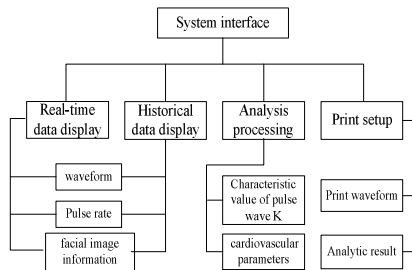 System interface
Real-time
data display
Historical
data display
Analysis
processing
Print setup
waveform
Pulse rate
facial image
information
Characteristic
value of pulse
wave K
cardiovascular
parameters
Print waveform
Analytic result